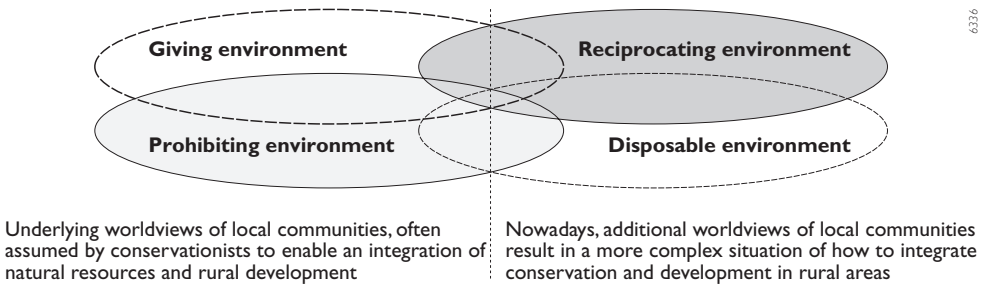 Giving environment
Reciprocating environment
Prohibiting environment
Disposable environment
Underlying worldviews of local communities, often
assumed by conservationists to enable an integration of
natural resources and rural development
Nowadays, additional worldviews of local communities
result in a more complex situation of how to integrate
conservation and development in rural areas
6336